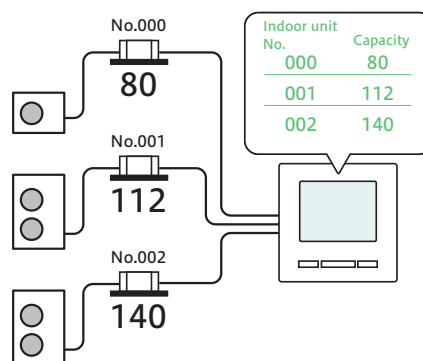 No.000
80
No.001
112
No.002
140
Indoor unit
No. Capacity
000 80
001 112
002 140